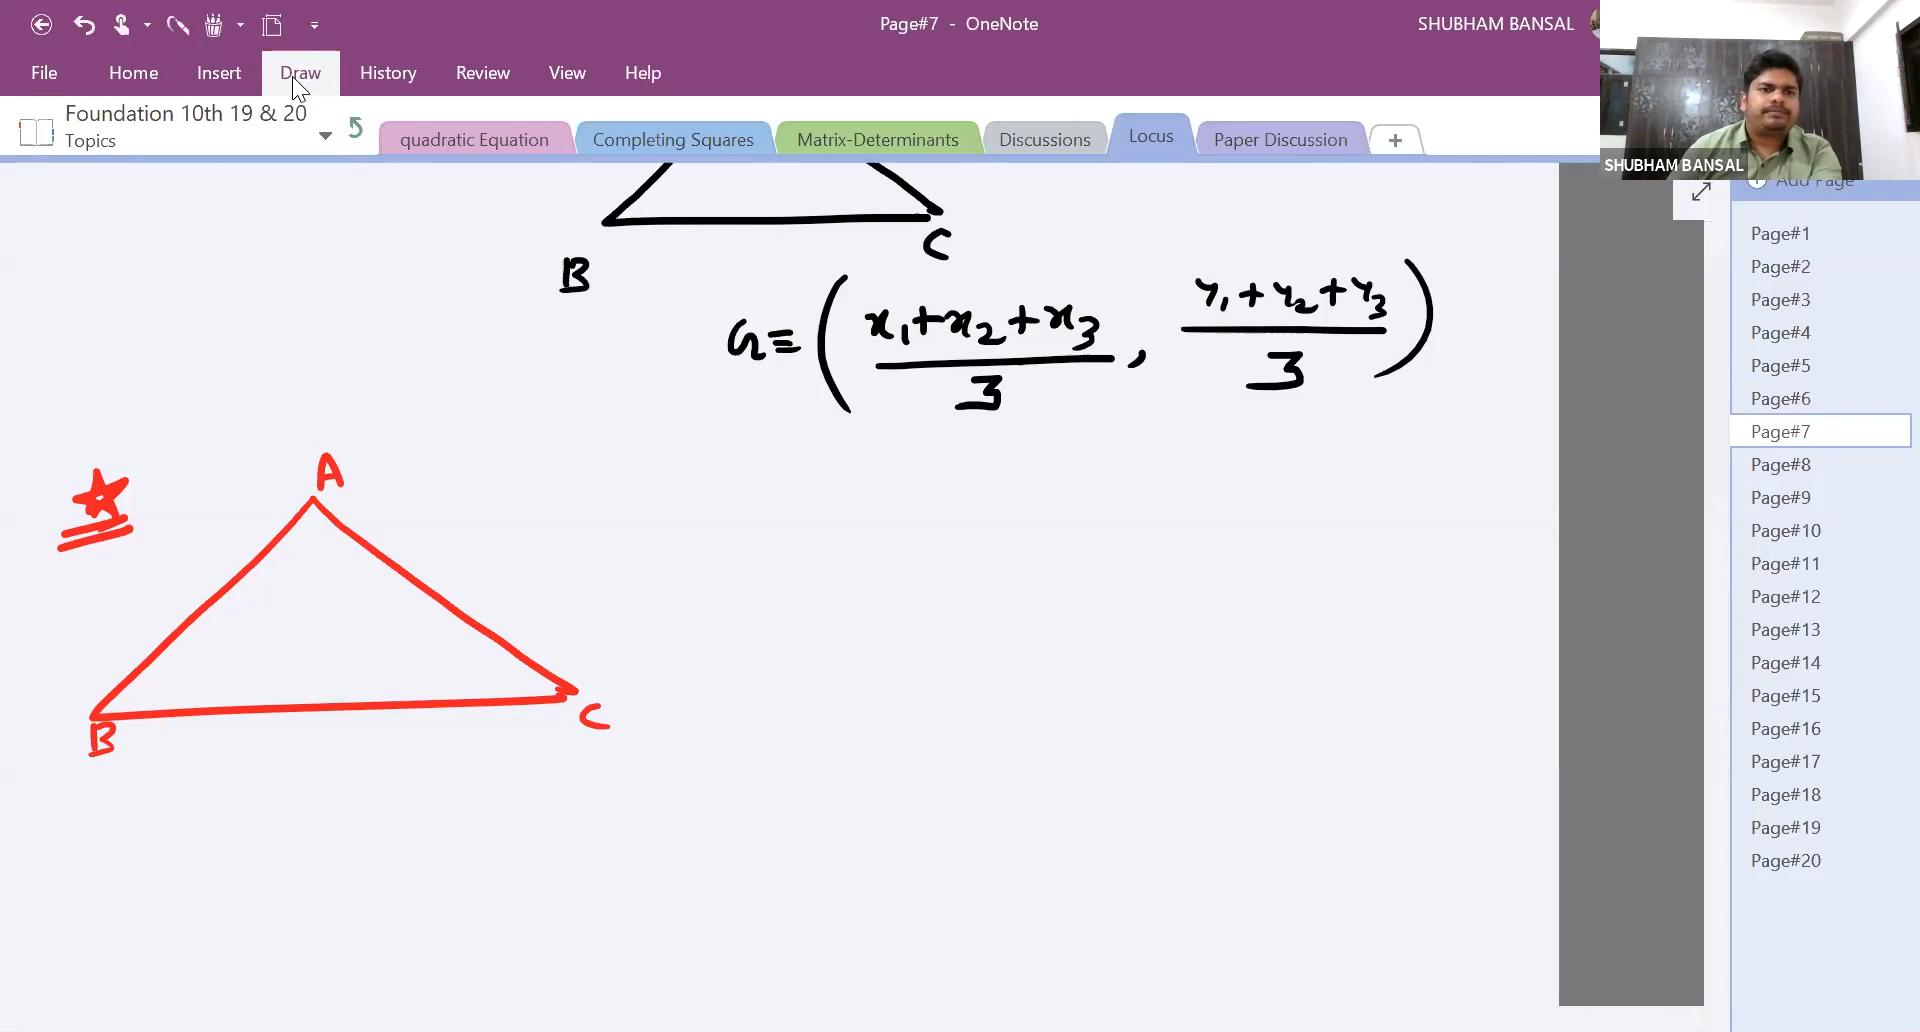 Page#7 - OneNote
SHUBHAM BANSAL
File Home Insert Draw History Review View Help
Foundation 10th 19 & 20
Topics
quadratic Equation Completing Squares Matrix-Determinants Discussions Locus Paper Discussion +
SHUBHAM BANSAL
Add Page
Page#1
Page#2
Page#3
Page#4
Page#5
Page#6
Page#7
Page#8
Page#9
Page#10
Page#11
Page#12
Page#13
Page#14
Page#15
Page#16
Page#17
Page#18
Page#19
Page#20
B C
G ≡ ( x₁+x₂+x₃ / 3 , y₁+y₂+y₃ / 3 )
A
B C